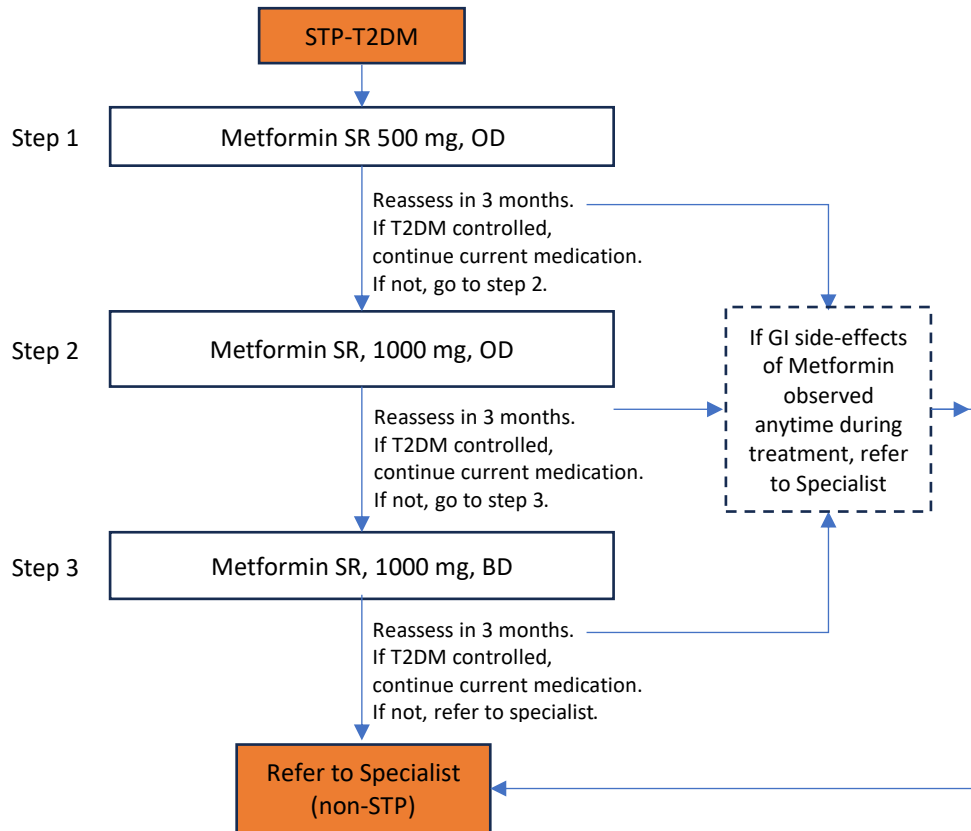 STP-T2DM
Step 1
Metformin SR 500 mg, OD
Reassess in 3 months.
If T2DM controlled,
continue current medication.
If not, go to step 2.
Step 2
Metformin SR, 1000 mg, OD
If GI side-effects
of Metformin
observed
anytime during
treatment, refer
to Specialist
Reassess in 3 months.
If T2DM controlled,
continue current medication.
If not, go to step 3.
Step 3
Metformin SR, 1000 mg, BD
Reassess in 3 months.
If T2DM controlled,
continue current medication.
If not, refer to specialist.
Refer to Specialist
(non-STP)